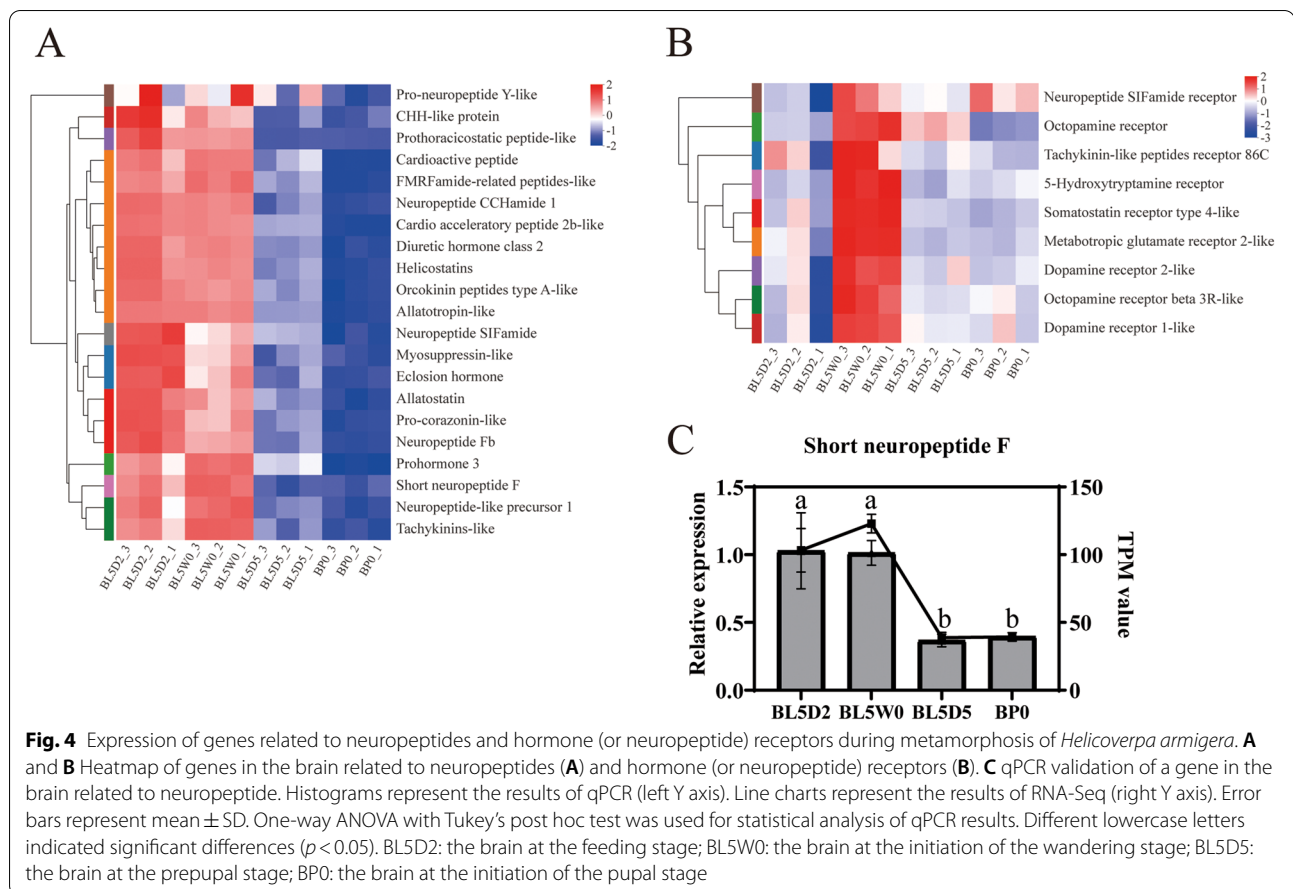 A
2
1
0
-1
-2
Pro-neuropeptide Y-like
CHH-like protein
Prothoracicostatic peptide-like
Cardioactive peptide
FMRFamide-related peptides-like
Neuropeptide CCHamide 1
Cardio acceleratory peptide 2b-like
Diuretic hormone class 2
Helicostatins
Orcokinin peptides type A-like
Allatotropin-like
Neuropeptide SIFamide
Myosuppressin-like
Eclosion hormone
Allatostatin
Pro-corazonin-like
Neuropeptide Fb
Prohormone 3
Short neuropeptide F
Neuropeptide-like precursor 1
Tachykinins-like
BL5D2_3
BL5D2_2
BL5D2_1
BL5W0_3
BL5W0_2
BL5W0_1
BL5D5_3
BL5D5_2
BL5D5_1
BP0_3
BP0_2
BP0_1
B
2
1
0
-1
-2
-3
Neuropeptide SIFamide receptor
Octopamine receptor
Tachykinin-like peptides receptor 86C
5-Hydroxytryptamine receptor
Somatostatin receptor type 4-like
Metabotropic glutamate receptor 2-like
Dopamine receptor 2-like
Octopamine receptor beta 3R-like
Dopamine receptor 1-like
BL5D2_3
BL5D2_2
BL5D2_1
BL5W0_3
BL5W0_2
BL5W0_1
BL5D5_3
BL5D5_2
BL5D5_1
BP0_3
BP0_2
BP0_1
C
Short neuropeptide F
Relative expression
1.5
1.0
0.5
0.0
a
a
b
b
150
100
50
0
TPM value
BL5D2 BL5W0 BL5D5 BP0
Fig. 4 Expression of genes related to neuropeptides and hormone (or neuropeptide) receptors during metamorphosis of Helicoverpa armigera. A
and B Heatmap of genes in the brain related to neuropeptides (A) and hormone (or neuropeptide) receptors (B). C qPCR validation of a gene in the
brain related to neuropeptide. Histograms represent the results of qPCR (left Y axis). Line charts represent the results of RNA-Seq (right Y axis). Error
bars represent mean ± SD. One-way ANOVA with Tukey's post hoc test was used for statistical analysis of qPCR results. Different lowercase letters
indicated significant differences (p < 0.05). BL5D2: the brain at the feeding stage; BL5W0: the brain at the initiation of the wandering stage; BL5D5:
the brain at the prepupal stage; BP0: the brain at the initiation of the pupal stage